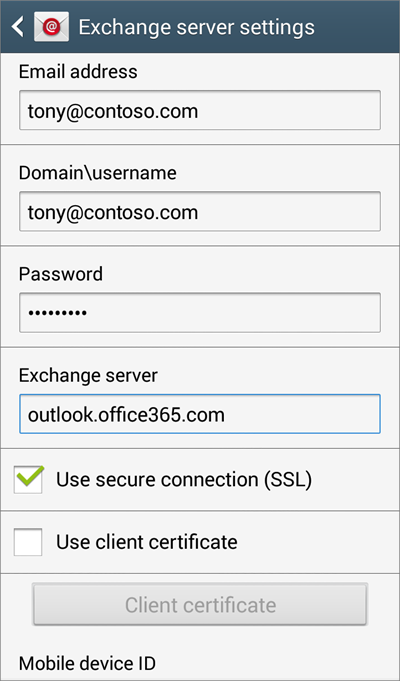 Exchange server settings
Email address
tony@contoso.com
Domain\username
tony@contoso.com
Password
•••••••••
Exchange server
outlook.office365.com
Use secure connection (SSL)
Use client certificate
Client certificate
Mobile device ID